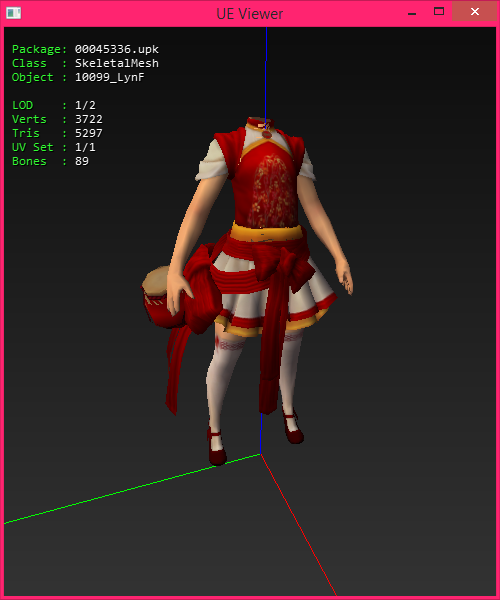 UE Viewer
Package: 00045336.upk
Class : SkeletalMesh
Object : 10099_LynF
LOD : 1/2
Verts : 3722
Tris : 5297
UV Set : 1/1
Bones : 89